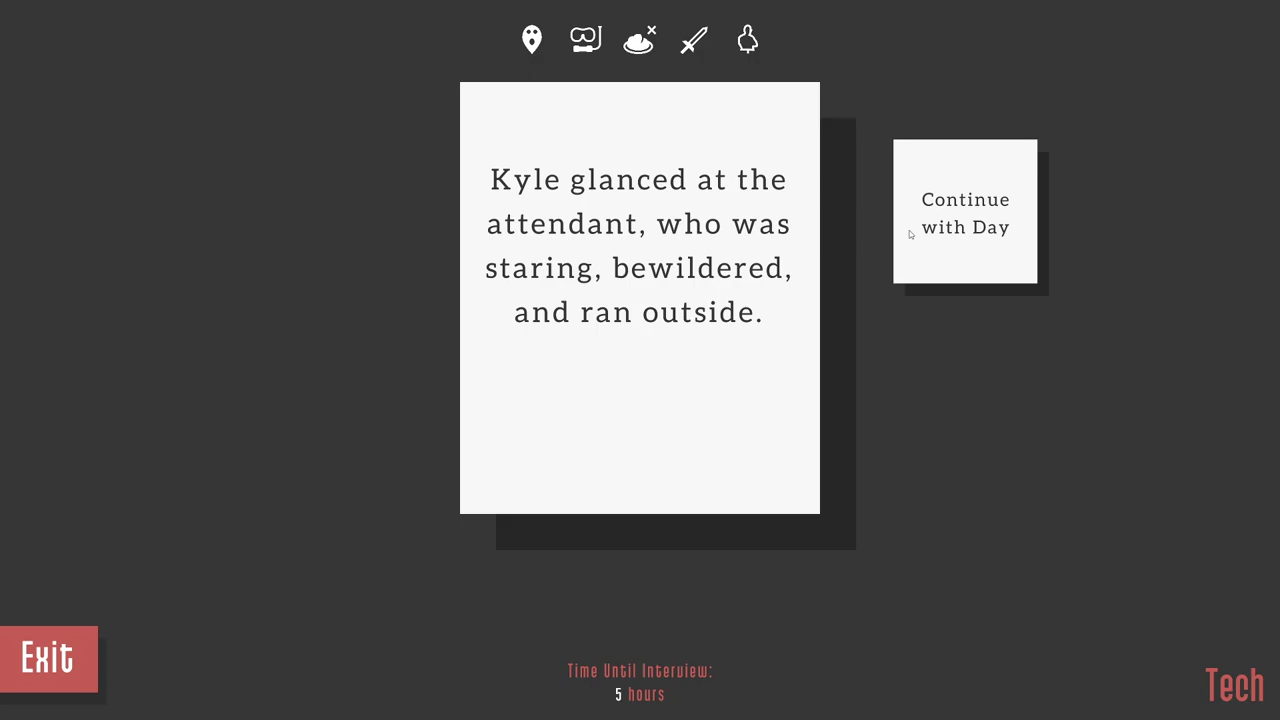 Kyle glanced at the
attendant, who was
staring, bewildered,
and ran outside.
Continue
with Day
Exit
Time Until Interview:
5 hours
Tech